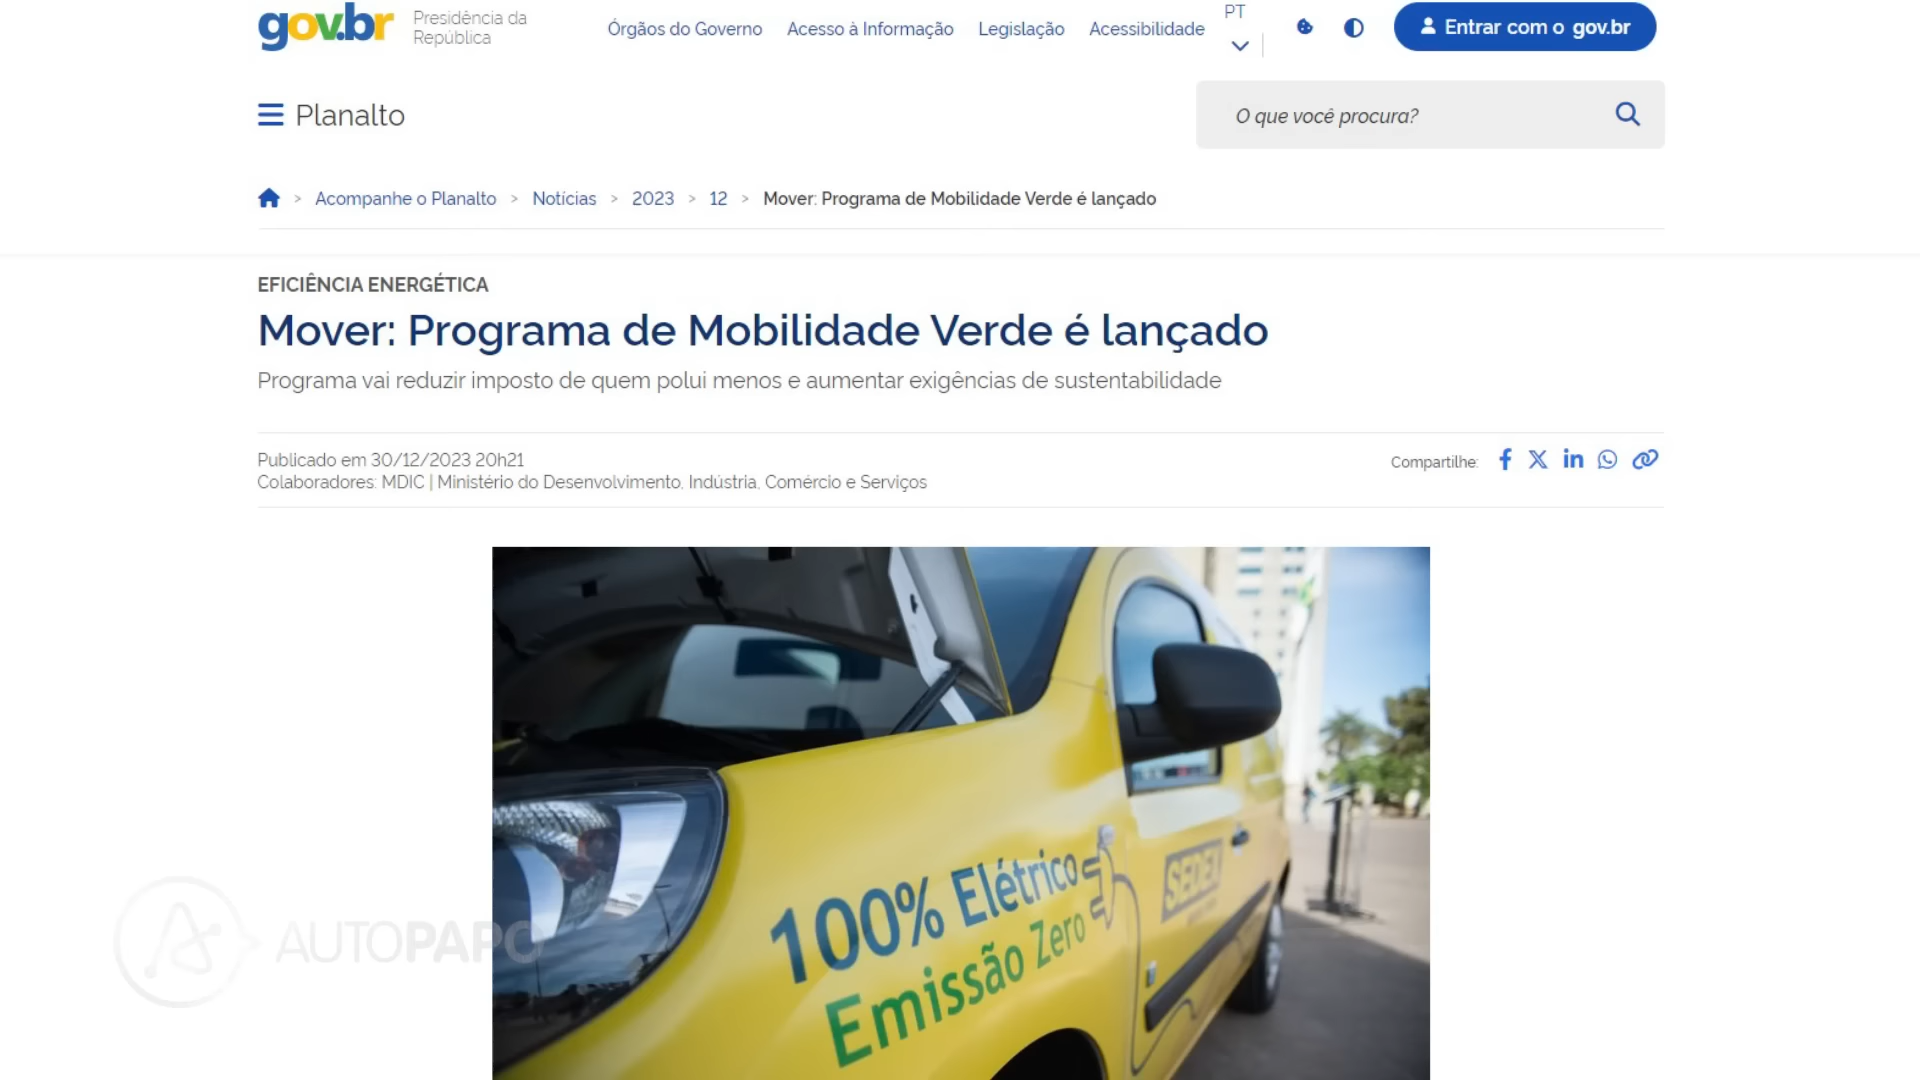 gov.br
Presidência da
República
Órgãos do Governo
Acesso à Informação
Legislação
Acessibilidade
PT
Entrar com o gov.br
Planalto
O que você procura?
> Acompanhe o Planalto > Notícias > 2023 > 12 > Mover: Programa de Mobilidade Verde é lançado
EFICIÊNCIA ENERGÉTICA
Mover: Programa de Mobilidade Verde é lançado
Programa vai reduzir imposto de quem polui menos e aumentar exigências de sustentabilidade
Publicado em 30/12/2023 20h21
Colaboradores: MDIC | Ministério do Desenvolvimento, Indústria, Comércio e Serviços
Compartilhe:
100% Elétrico
Emissão Zero
SEDEX
AUTOPAPO